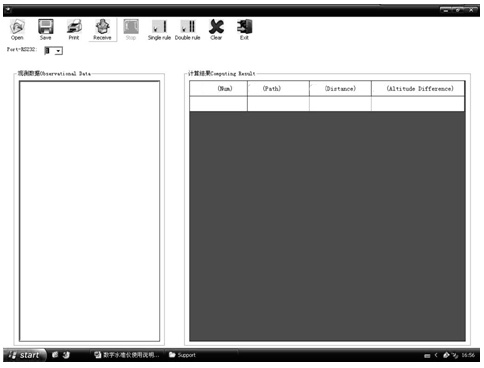 Open Save Print Receive Stop Single rule Double rule Clear Exit
Port-RS232:
观测数据Observational Data
计算结果Computing Result
(Num) (Path) (Distance) (Altitude Difference)
start 数字水准仪使用说明... Support 16:56